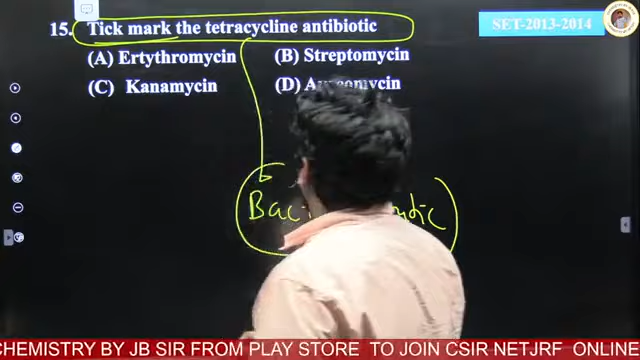 15. Tick mark the tetracycline antibiotic
SET-2013-2014
(A) Ertythromycin (B) Streptomycin
(C) Kanamycin (D)
CHEMISTRY BY JB SIR FROM PLAY STORE TO JOIN CSIR NETJRF ONLINE